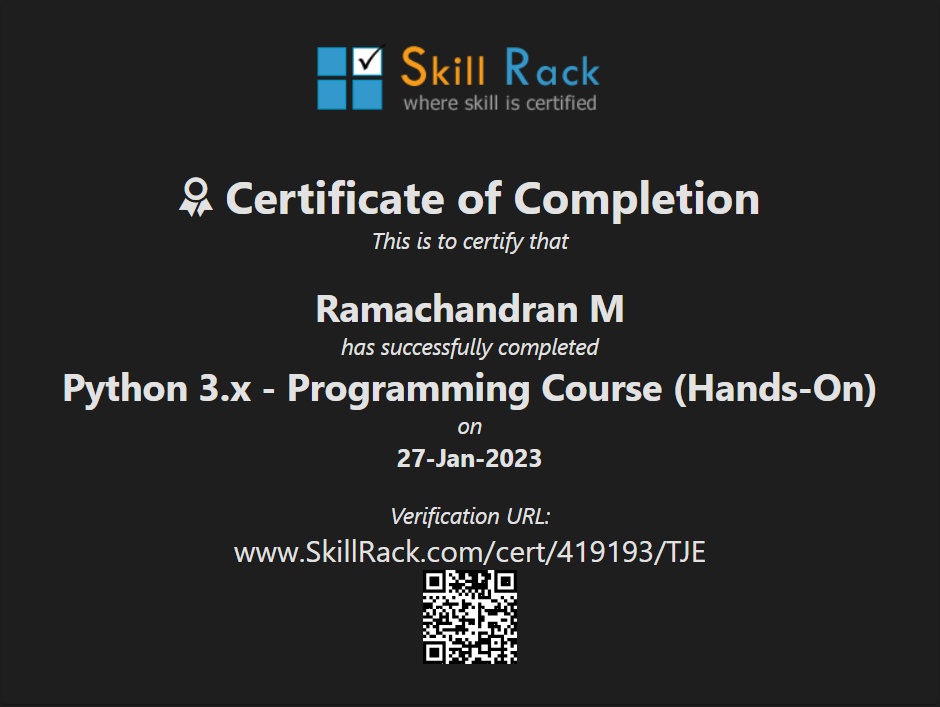 Skill Rack
where skill is certified
Certificate of Completion
This is to certify that
Ramachandran M
has successfully completed
Python 3.x - Programming Course (Hands-On)
on
27-Jan-2023
Verification URL:
www.SkillRack.com/cert/419193/TJE